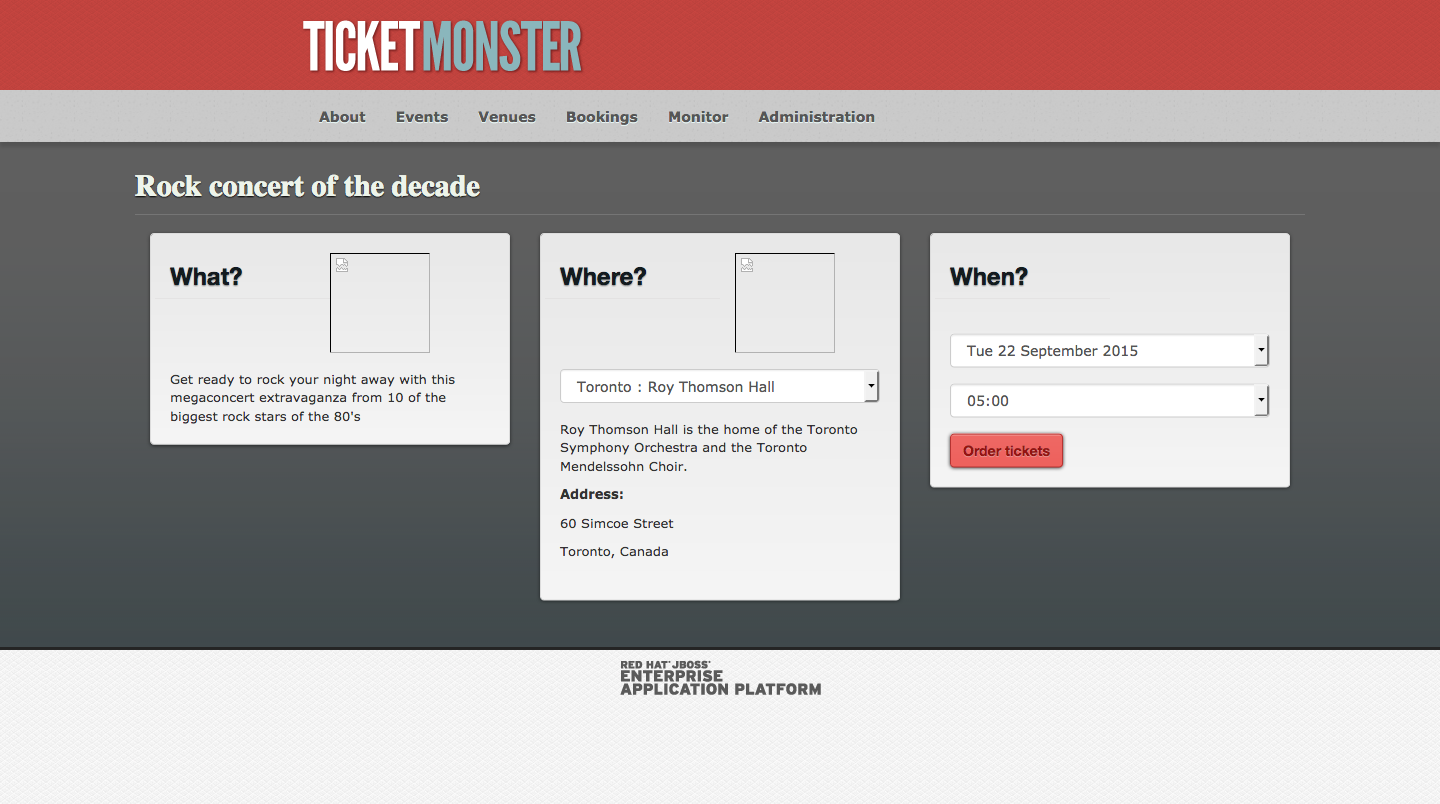 TICKETMONSTER
About Events Venues Bookings Monitor Administration
Rock concert of the decade
What?
Get ready to rock your night away with this
megaconcert extravaganza from 10 of the
biggest rock stars of the 80's
Where?
Toronto : Roy Thomson Hall
Roy Thomson Hall is the home of the Toronto
Symphony Orchestra and the Toronto
Mendelssohn Choir.
Address:
60 Simcoe Street
Toronto, Canada
When?
Tue 22 September 2015
05:00
Order tickets
RED HAT® JBOSS®
ENTERPRISE
APPLICATION PLATFORM